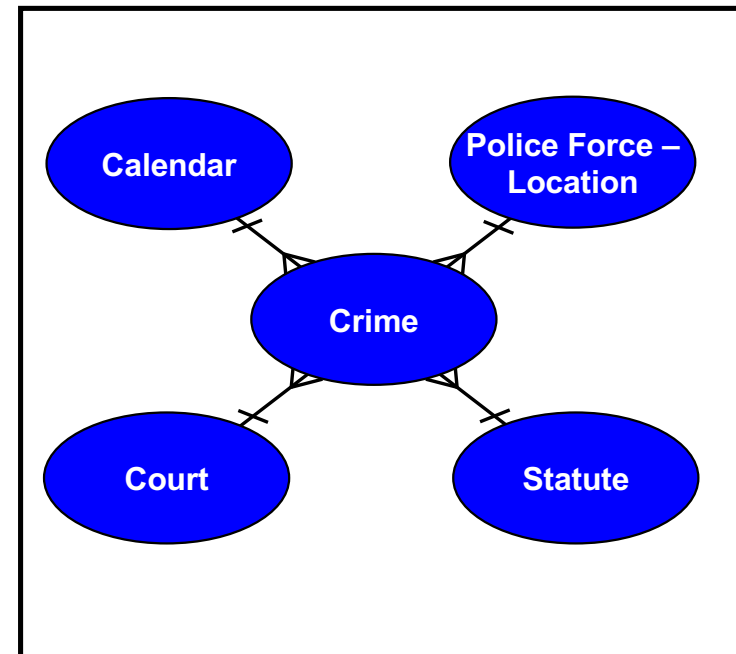 Calendar
Police Force –
Location
Crime
Court
Statute